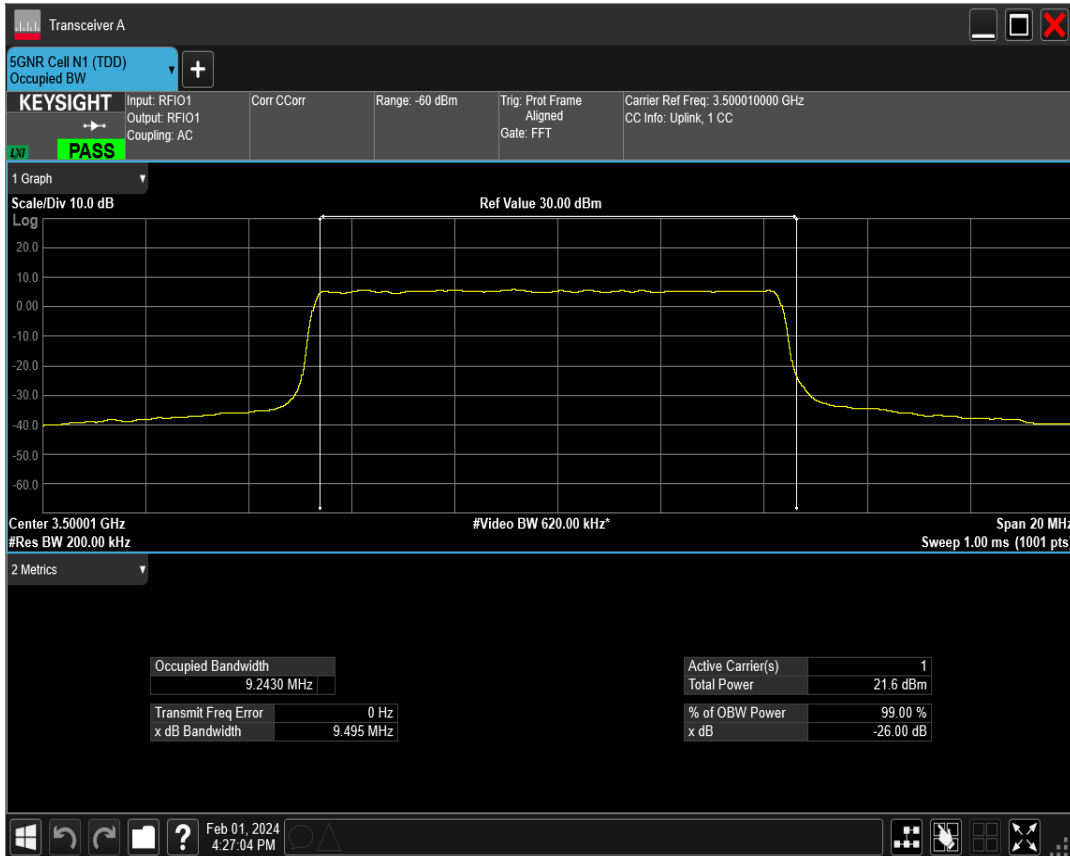 Transceiver A
5GNR Cell N1 (TDD)
Occupied BW
+
KEYSIGHT
LXI
PASS
Input: RFIO1
Output: RFIO1
Coupling: AC
Corr CCorr
Range: -60 dBm
Trig: Prot Frame
Aligned
Gate: FFT
Carrier Ref Freq: 3.500010000 GHz
CC Info: Uplink, 1 CC
1 Graph
Scale/Div 10.0 dB
Ref Value 30.00 dBm
Log
20.0
10.0
0.00
-10.0
-20.0
-30.0
-40.0
-50.0
-60.0
Center 3.50001 GHz
#Video BW 620.00 kHz*
Span 20 MHz
#Res BW 200.00 kHz
Sweep 1.00 ms (1001 pts)
2 Metrics
Occupied Bandwidth
9.2430 MHz
Transmit Freq Error 0 Hz
x dB Bandwidth 9.495 MHz
Active Carrier(s) 1
Total Power 21.6 dBm
% of OBW Power 99.00 %
x dB -26.00 dB
?
Feb 01, 2024
4:27:04 PM